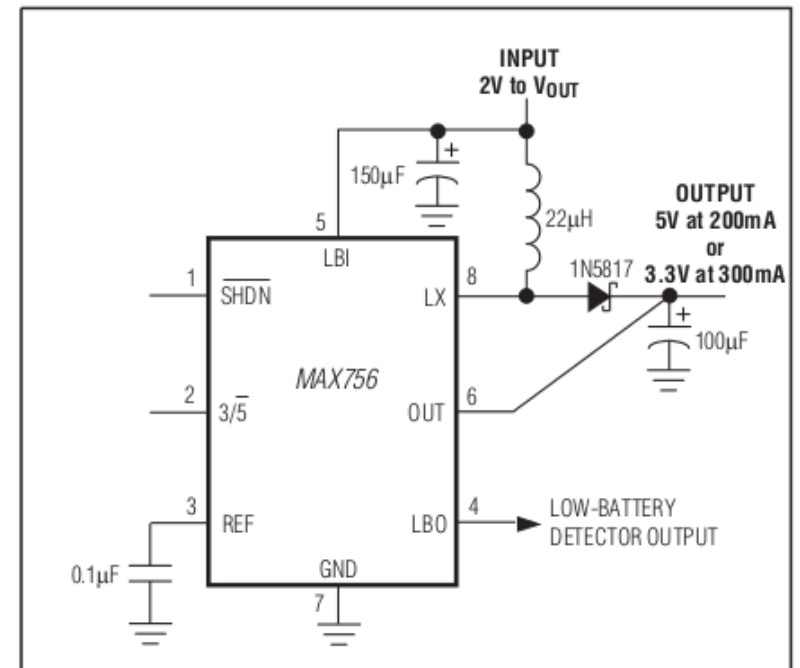 INPUT
2V to VOUT
150µF
+
22µH
OUTPUT
5V at 200mA
or
3.3V at 300mA
5
LBI
1
SHDN
8
LX
1N5817
+
100µF
MAX756
2
3/5
6
OUT
3
REF
4
LBO
LOW-BATTERY
DETECTOR OUTPUT
0.1µF
GND
7